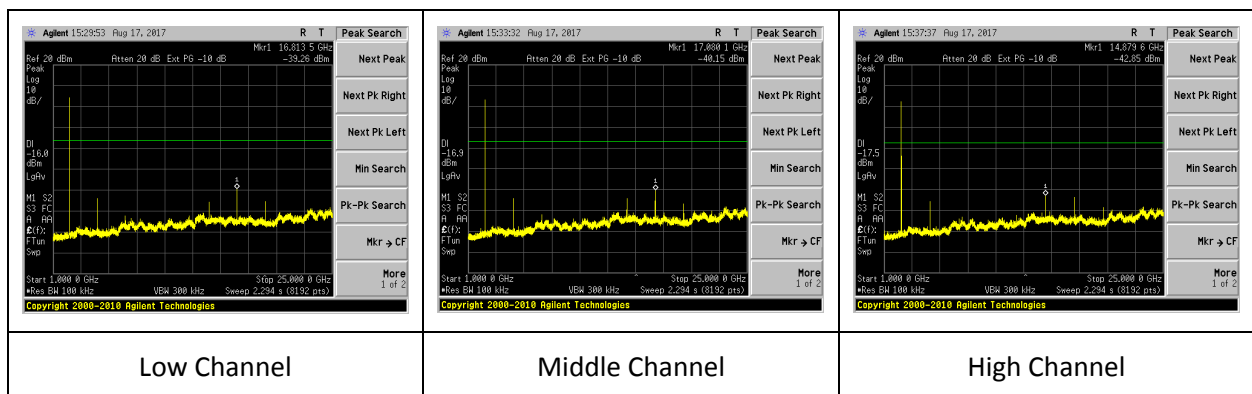 Agilent 15:29:53 Aug 17, 2017 R T Peak Search
Mkr1 16.813 5 GHz
Ref 20 dBm Atten 20 dB Ext PG -10 dB -39.26 dBm
Peak
Log
10
dB/
DI
-16.0
dBm
LgAv
M1 S2
S3 FC
A AA
£(f):
FTun
Swp
Start 1.000 0 GHz Stop 25.000 0 GHz
Res BW 100 kHz VBW 300 kHz Sweep 2.294 s (8192 pts)
Copyright 2000-2010 Agilent Technologies
Next Peak
Next Pk Right
Next Pk Left
Min Search
Pk-Pk Search
Mkr → CF
More
1 of 2
1
Agilent 15:33:32 Aug 17, 2017 R T Peak Search
Mkr1 17.080 1 GHz
Ref 20 dBm Atten 20 dB Ext PG -10 dB -40.15 dBm
Peak
Log
10
dB/
DI
-16.9
dBm
LgAv
M1 S2
S3 FC
A AA
£(f):
FTun
Swp
Start 1.000 0 GHz Stop 25.000 0 GHz
Res BW 100 kHz VBW 300 kHz Sweep 2.294 s (8192 pts)
Copyright 2000-2010 Agilent Technologies
Next Peak
Next Pk Right
Next Pk Left
Min Search
Pk-Pk Search
Mkr → CF
More
1 of 2
1
Agilent 15:37:37 Aug 17, 2017 R T Peak Search
Mkr1 14.879 6 GHz
Ref 20 dBm Atten 20 dB Ext PG -10 dB -42.85 dBm
Peak
Log
10
dB/
DI
-17.5
dBm
LgAv
M1 S2
S3 FC
A AA
£(f):
FTun
Swp
Start 1.000 0 GHz Stop 25.000 0 GHz
Res BW 100 kHz VBW 300 kHz Sweep 2.294 s (8192 pts)
Copyright 2000-2010 Agilent Technologies
Next Peak
Next Pk Right
Next Pk Left
Min Search
Pk-Pk Search
Mkr → CF
More
1 of 2
1
Low Channel
Middle Channel
High Channel